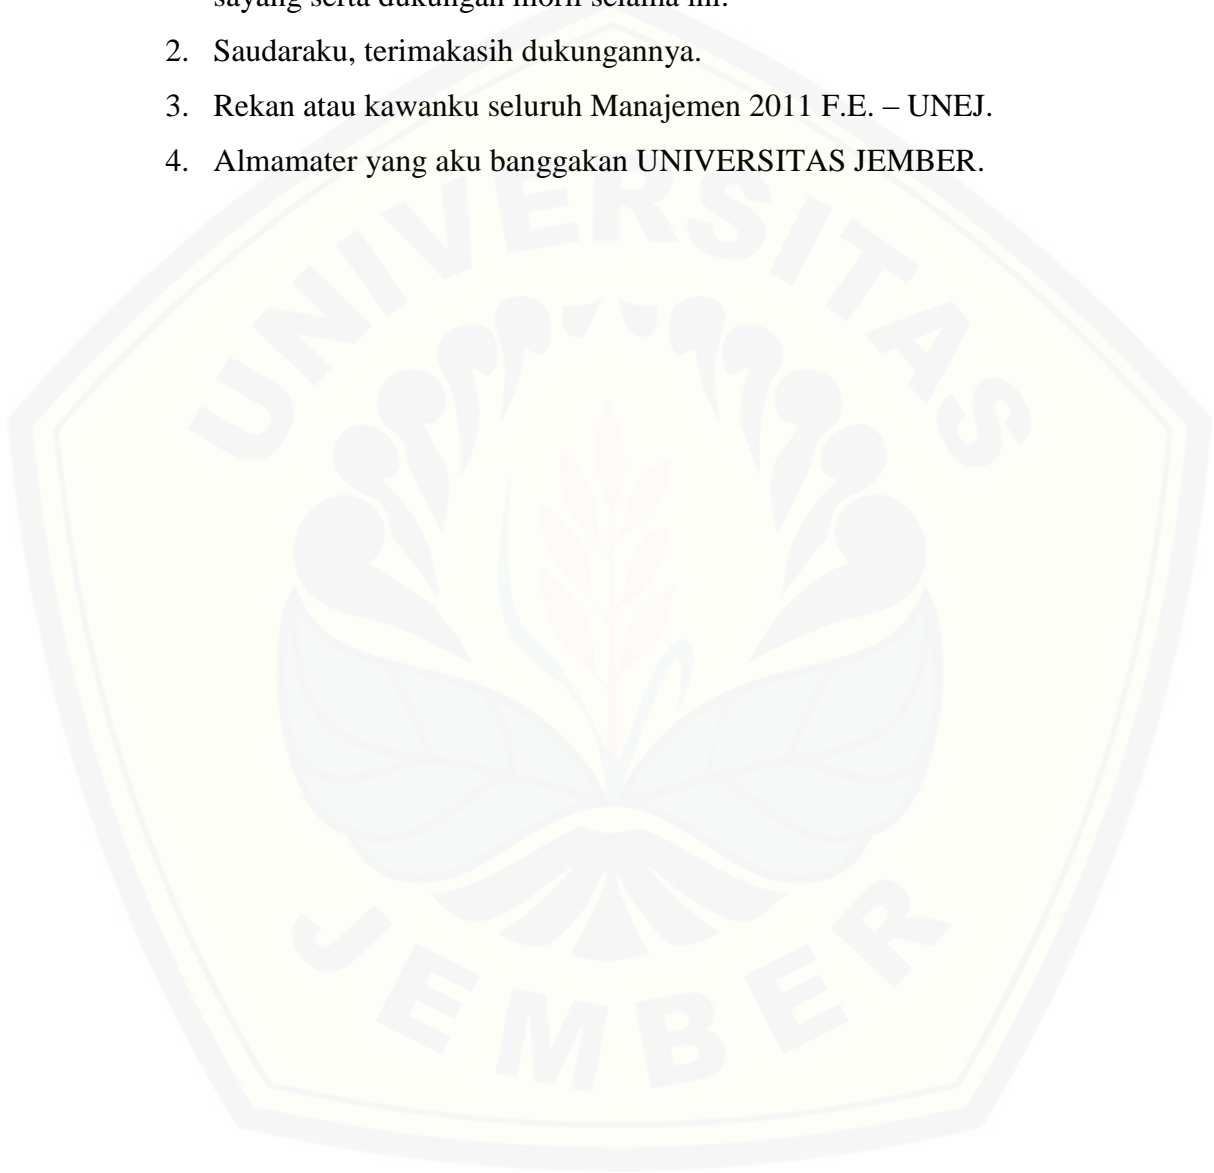 sayang serta dukungan moril selama ini.
2. Saudaraku, terimakasih dukungannya.
3. Rekan atau kawanku seluruh Manajemen 2011 F.E. – UNEJ.
4. Almamater yang aku banggakan UNIVERSITAS JEMBER.
UNIVERSITAS
JEMBER